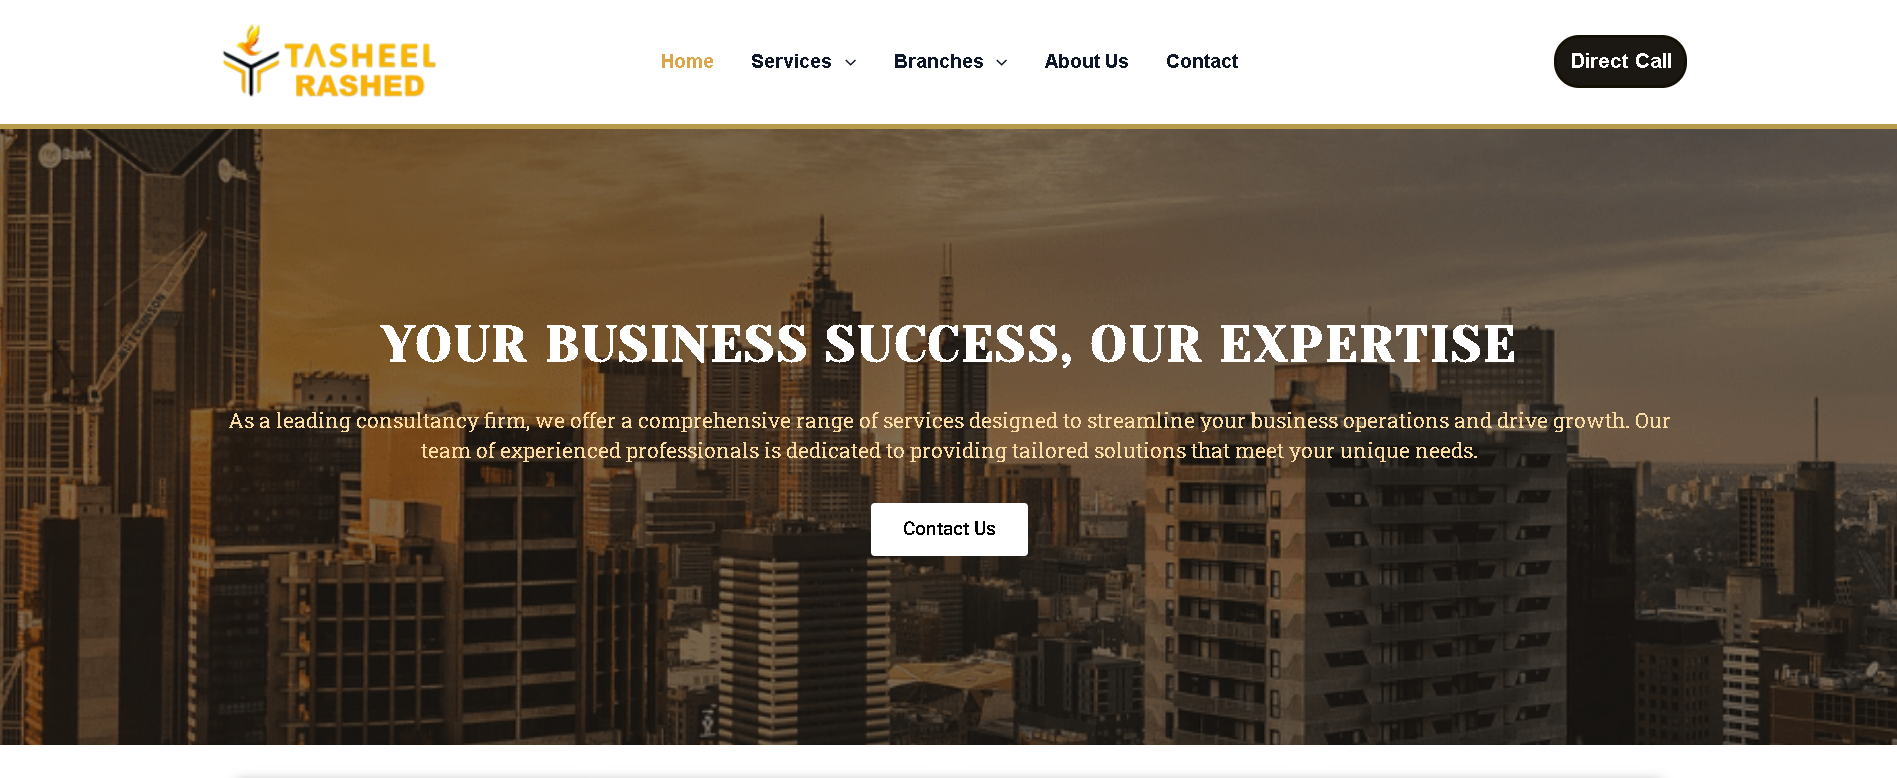 TASHEEL
RASHED
Home Services Branches About Us Contact
Direct Call
Bank
YOUR BUSINESS SUCCESS, OUR EXPERTISE
As a leading consultancy firm, we offer a comprehensive range of services designed to streamline your business operations and drive growth. Our
team of experienced professionals is dedicated to providing tailored solutions that meet your unique needs.
Contact Us